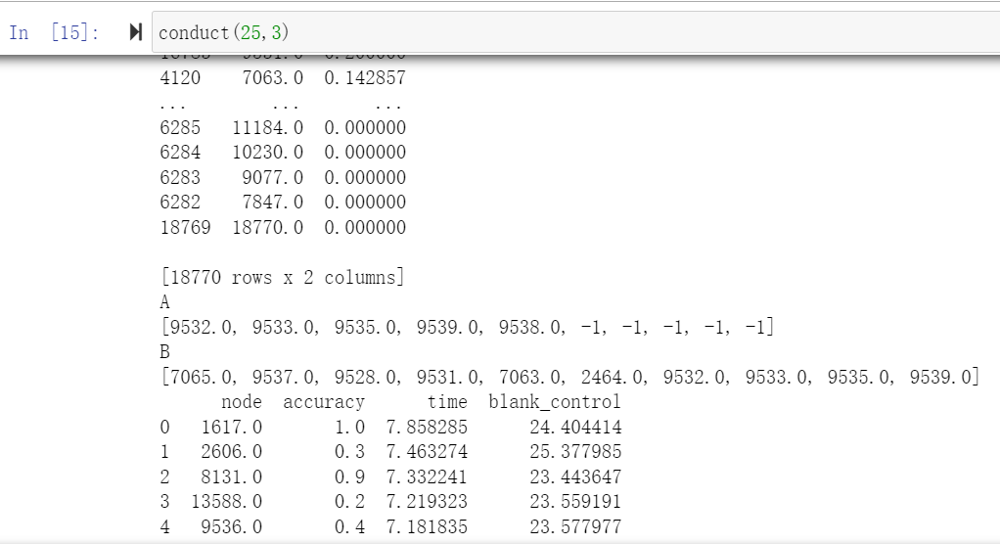 In [15]: conduct(25,3)
4120 7063.0 0.142857
... ... ...
6285 11184.0 0.000000
6284 10230.0 0.000000
6283 9077.0 0.000000
6282 7847.0 0.000000
18769 18770.0 0.000000
[18770 rows x 2 columns]
A
[9532.0, 9533.0, 9535.0, 9539.0, 9538.0, -1, -1, -1, -1, -1]
B
[7065.0, 9537.0, 9528.0, 9531.0, 7063.0, 2464.0, 9532.0, 9533.0, 9535.0, 9539.0]
node accuracy time blank_control
0 1617.0 1.0 7.858285 24.404414
1 2606.0 0.3 7.463274 25.377985
2 8131.0 0.9 7.332241 23.443647
3 13588.0 0.2 7.219323 23.559191
4 9536.0 0.4 7.181835 23.577977